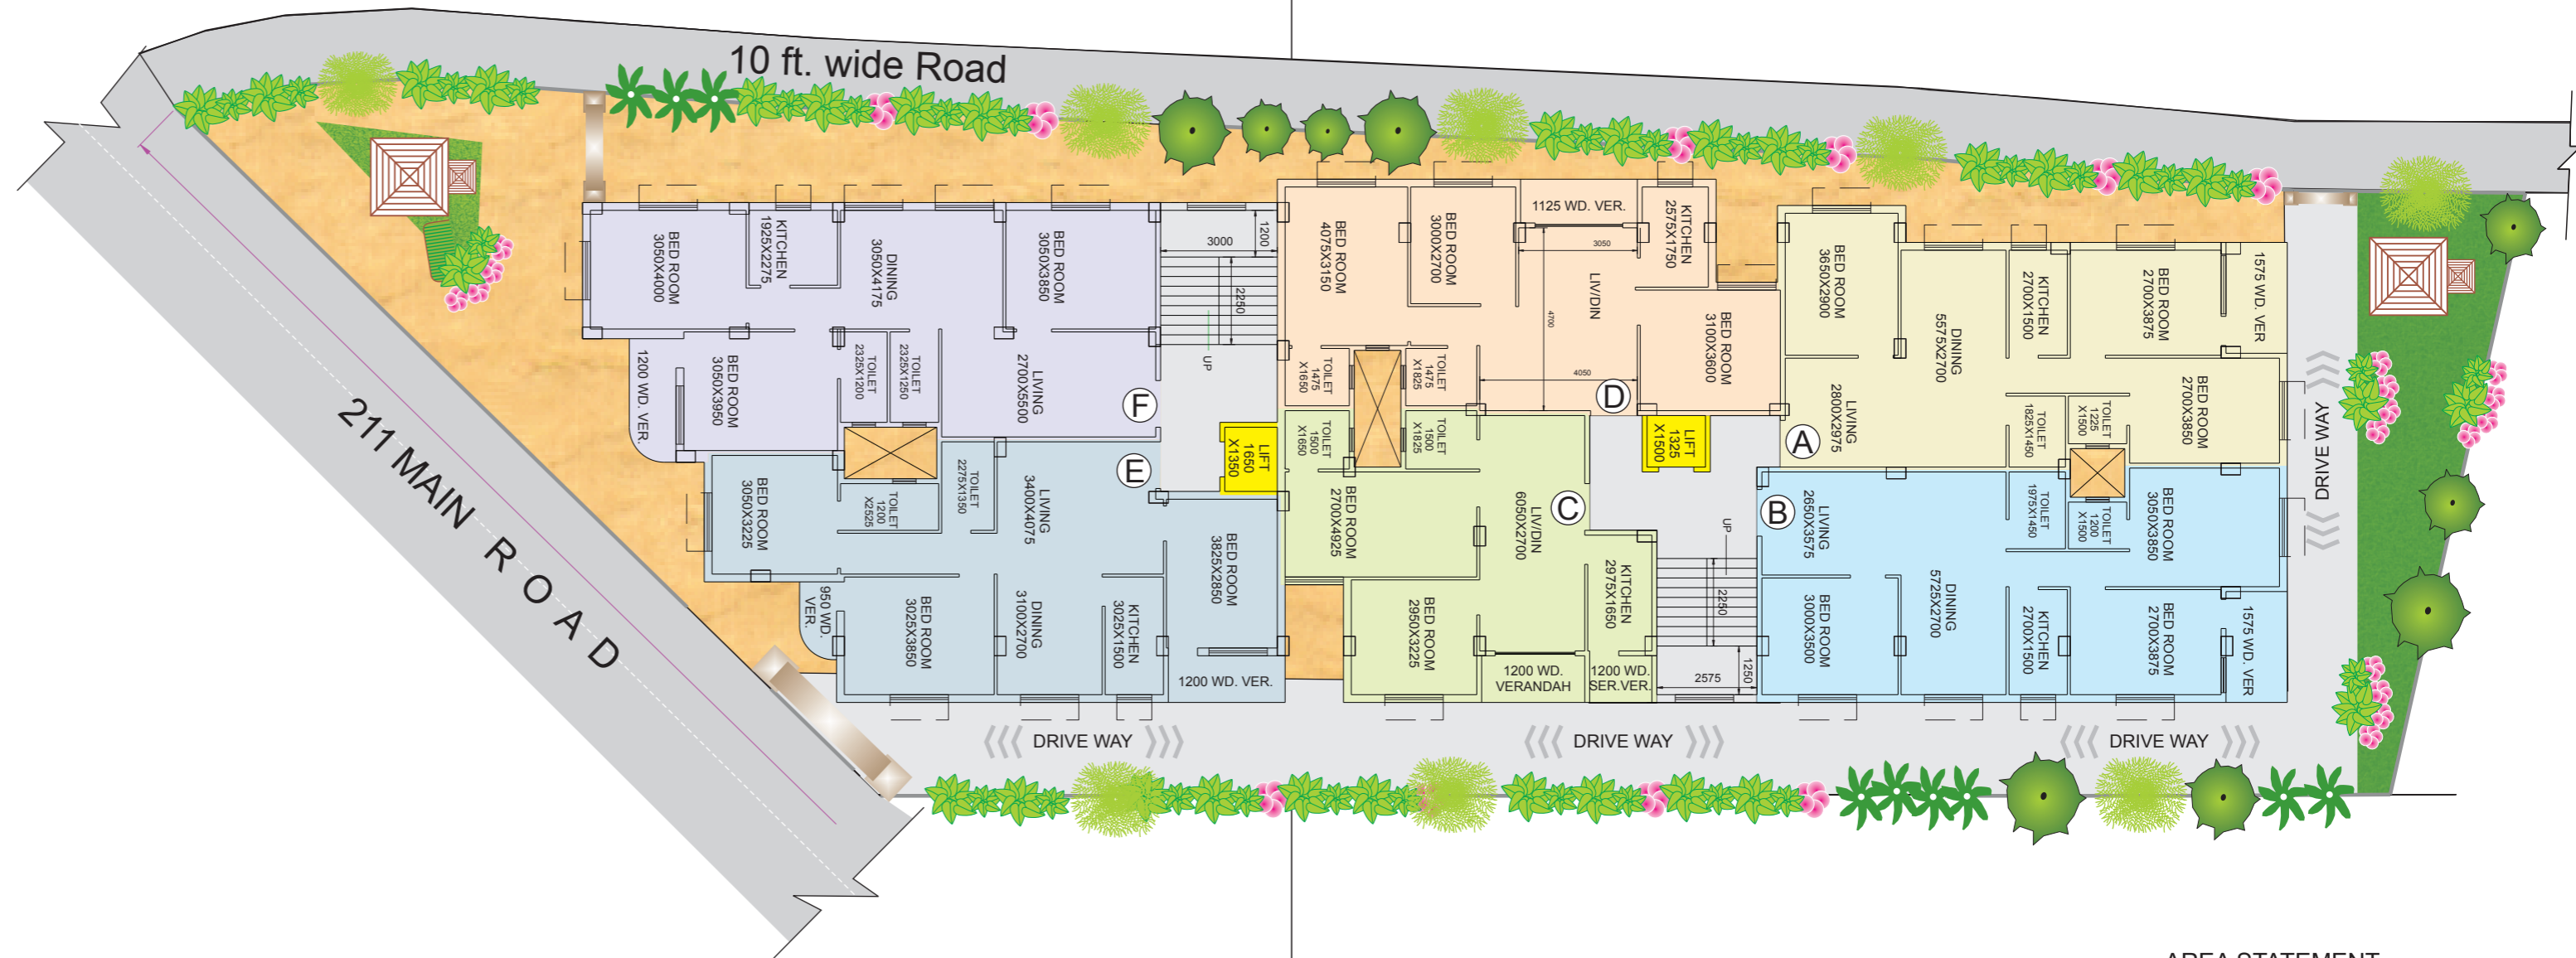 10 ft. wide Road
211 MAIN ROAD
BED ROOM
3050X4000
KITCHEN
1925X2275
DINING
3050X4175
BED ROOM
3050X3850
1200 WD. VER.
BED ROOM
3050X3950
TOILET
2325X1200
TOILET
2325X1250
LIVING
2700X5500
F
3000
1200
2250
UP
LIFT
1650
X1350
BED ROOM
3050X3225
TOILET
1200
X2525
TOILET
2275X1350
LIVING
3400X4075
E
950 WD.
VER.
BED ROOM
3025X3850
DINING
3100X2700
KITCHEN
3025X1500
BED ROOM
3825X2850
1200 WD. VER.
BED ROOM
4075X3150
BED ROOM
3000X2700
1125 WD. VER.
3050
KITCHEN
2575X1750
LIV/DIN
4700
4050
BED ROOM
3100X3600
TOILET
1475
X1650
TOILET
1475
X1825
D
TOILET
1500
X1650
TOILET
1500
X1825
BED ROOM
2700X4925
LIV/DIN
6050X2700
C
KITCHEN
2975X1650
BED ROOM
2950X3225
1200 WD.
VERANDAH
1200 WD.
SER.VER.
LIFT
1325
X1500
UP
2250
2575
1250
BED ROOM
3650X2900
DINING
5575X2700
KITCHEN
2700X1500
BED ROOM
2700X3875
1575 WD. VER
LIVING
2800X2975
A
TOILET
1825X1450
TOILET
1225
X1500
BED ROOM
2700X3850
B
LIVING
2650X3575
TOILET
1975X1450
TOILET
1200
X1500
BED ROOM
3050X3850
BED ROOM
3000X3500
DINING
5725X2700
KITCHEN
2700X1500
BED ROOM
2700X3875
1575 WD. VER
DRIVE WAY
DRIVE WAY
DRIVE WAY
DRIVE WAY
AREA STATEMENT